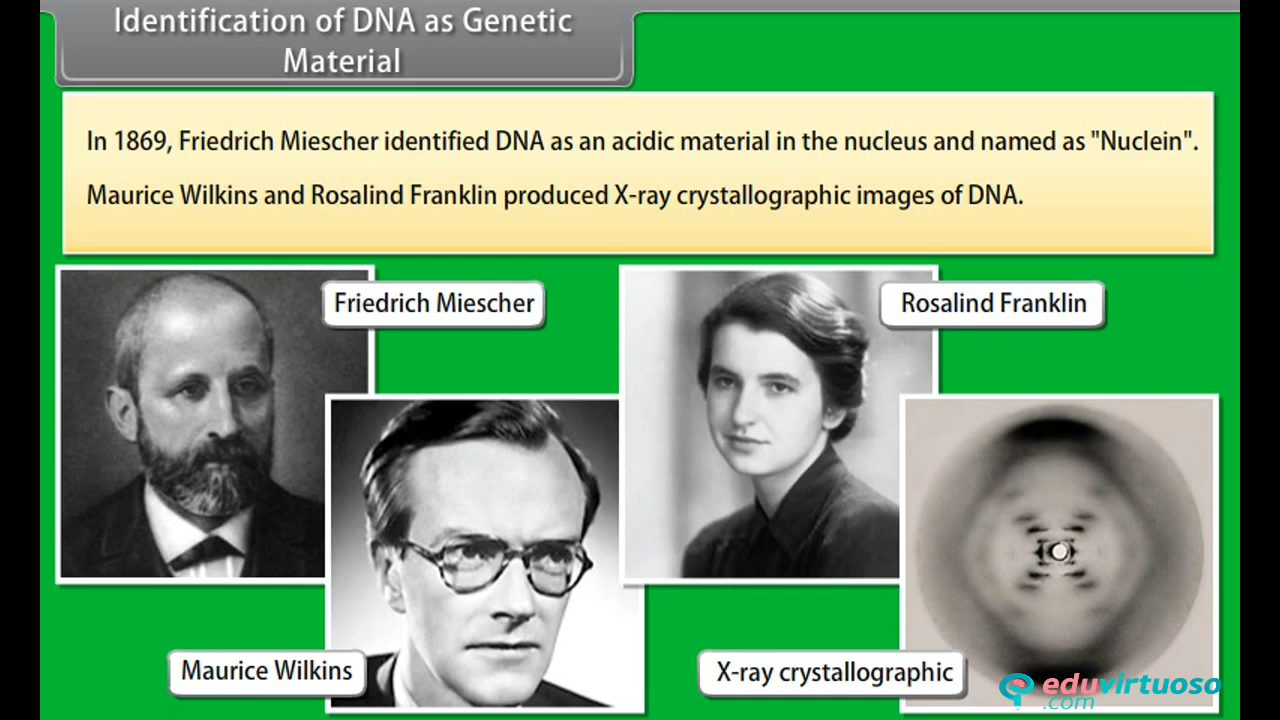 Identification of DNA as Genetic
Material
In 1869, Friedrich Miescher identified DNA as an acidic material in the nucleus and named as "Nuclein".
Maurice Wilkins and Rosalind Franklin produced X-ray crystallographic images of DNA.
Friedrich Miescher
Rosalind Franklin
Maurice Wilkins
X-ray crystallographic
eduvirtuoso
.com